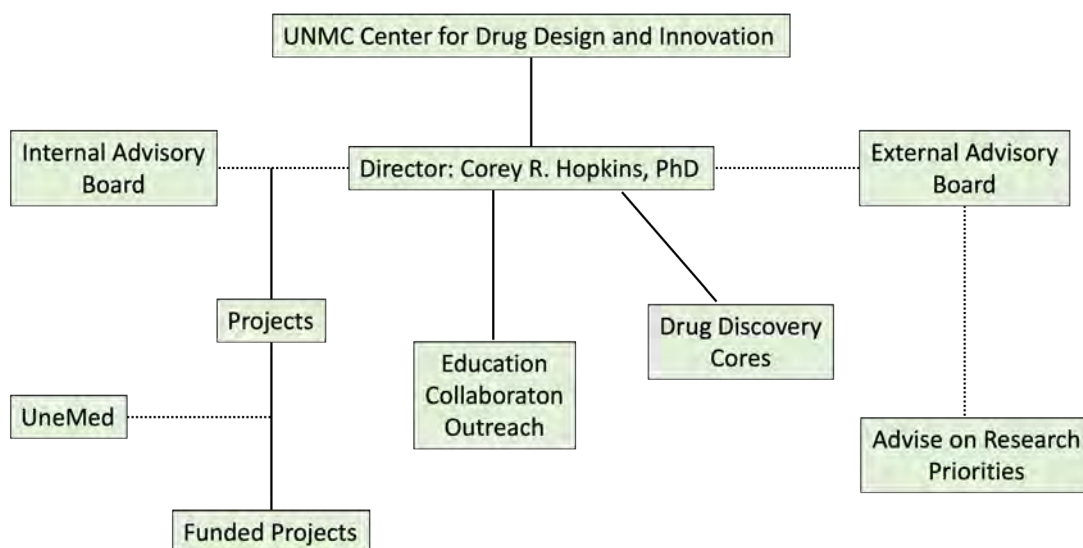 UNMC Center for Drug Design and Innovation
Internal Advisory
Board
Director: Corey R. Hopkins, PhD
External Advisory
Board
Projects
Drug Discovery
Cores
Education
Collaboraton
Outreach
UneMed
Advise on Research
Priorities
Funded Projects